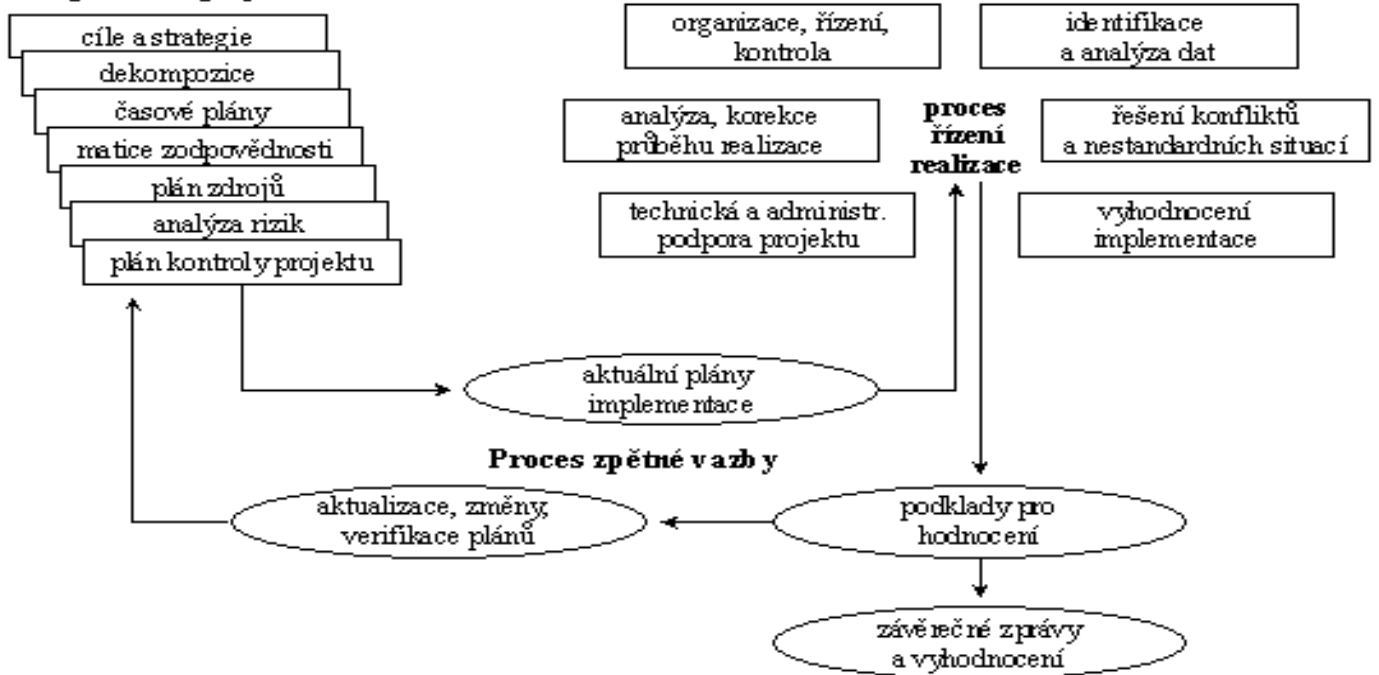 cíle a strategie
dekompozice
časové plány
matice zodpovědnosti
plán zdrojů
analýza rizik
plán kontroly projektu
organizace, řízení,
kontrola
identifikace
a analýza dat
analýza, korekce
průběhu realizace
proces
řízení
realizace
řešení konfliktů
a nestandardních situací
technická a administr.
podpora projektu
vyhodnocení
implementace
aktuální plány
implementace
Proces zpětné vazby
aktualizace, změny,
verifikace plánů
podklady pro
hodnocení
závěrečné zprávy
a vyhodnocení